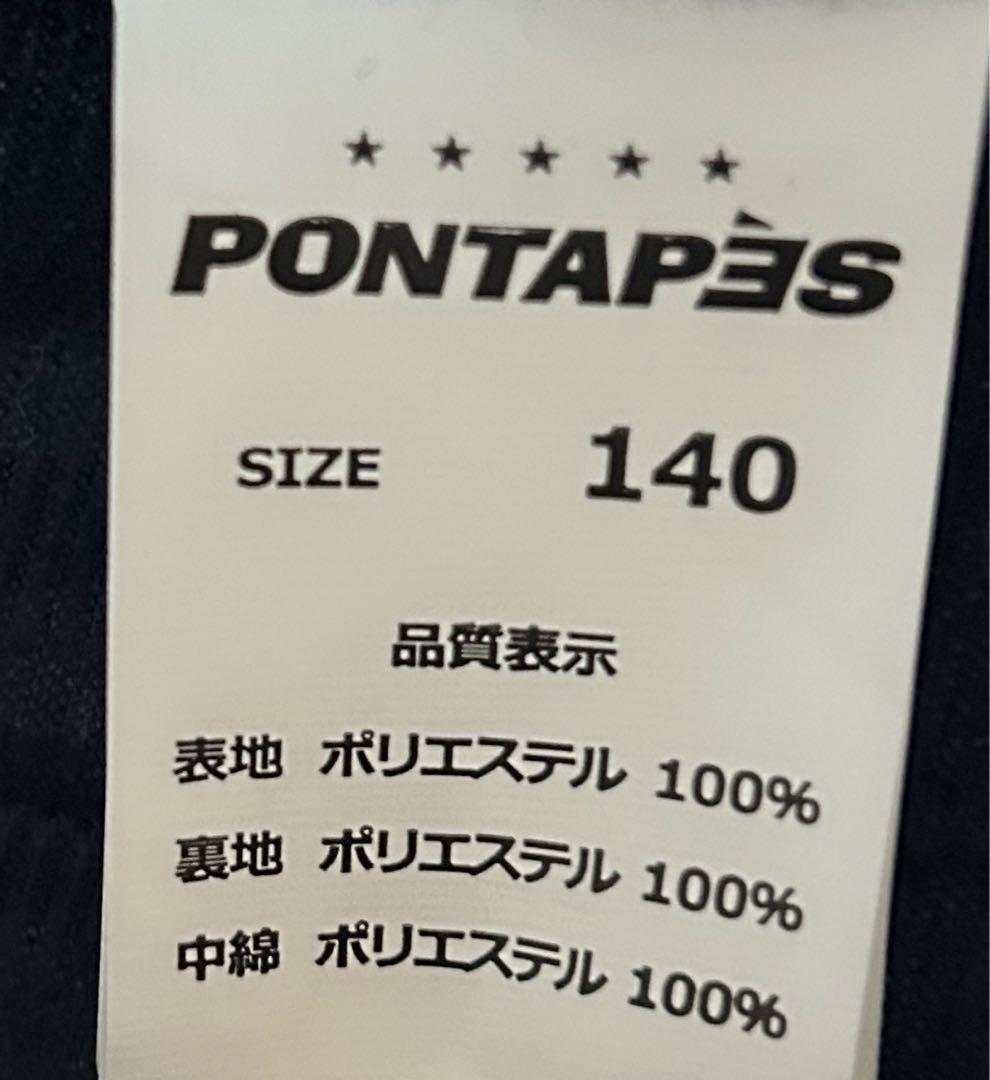 ★ ★ ★ ★ ★
PONTAPÈS
SIZE 140
品質表示
表地 ポリエステル 100%
裏地 ポリエステル 100%
中綿 ポリエステル 100%